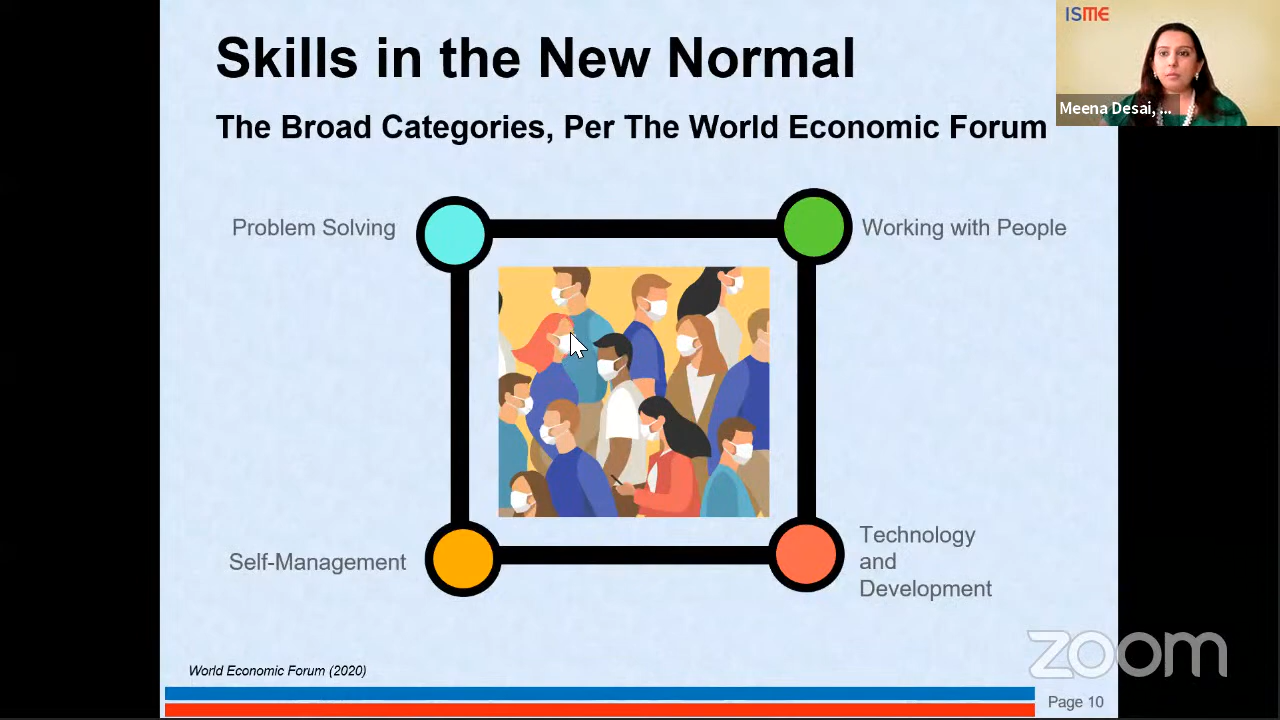 Skills in the New Normal
The Broad Categories, Per The World Economic Forum
ISME
Meena Desai, ...
Problem Solving
Working with People
Self-Management
Technology
and
Development
World Economic Forum (2020)
zoom
Page 10